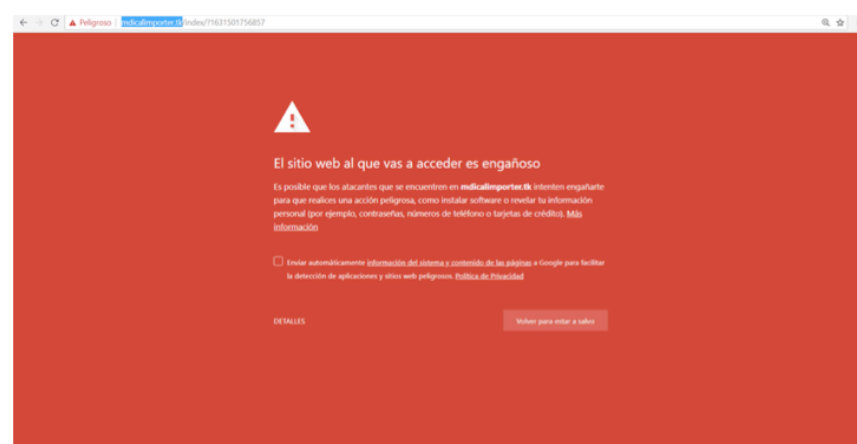 Peligroso mdicalimporter.tk/index/?1631501756857
El sitio web al que vas a acceder es engañoso
Es posible que los atacantes que se encuentren en mdicalimporter.tk intenten engañarte
para que realices una acción peligrosa, como instalar software o revelar tu información
personal (por ejemplo, contraseñas, números de teléfono o tarjetas de crédito). Más
información
Enviar automáticamente información del sistema y contenido de las páginas a Google para facilitar
la detección de aplicaciones y sitios web peligrosos. Política de Privacidad
DETALLES Volver para estar a salvo